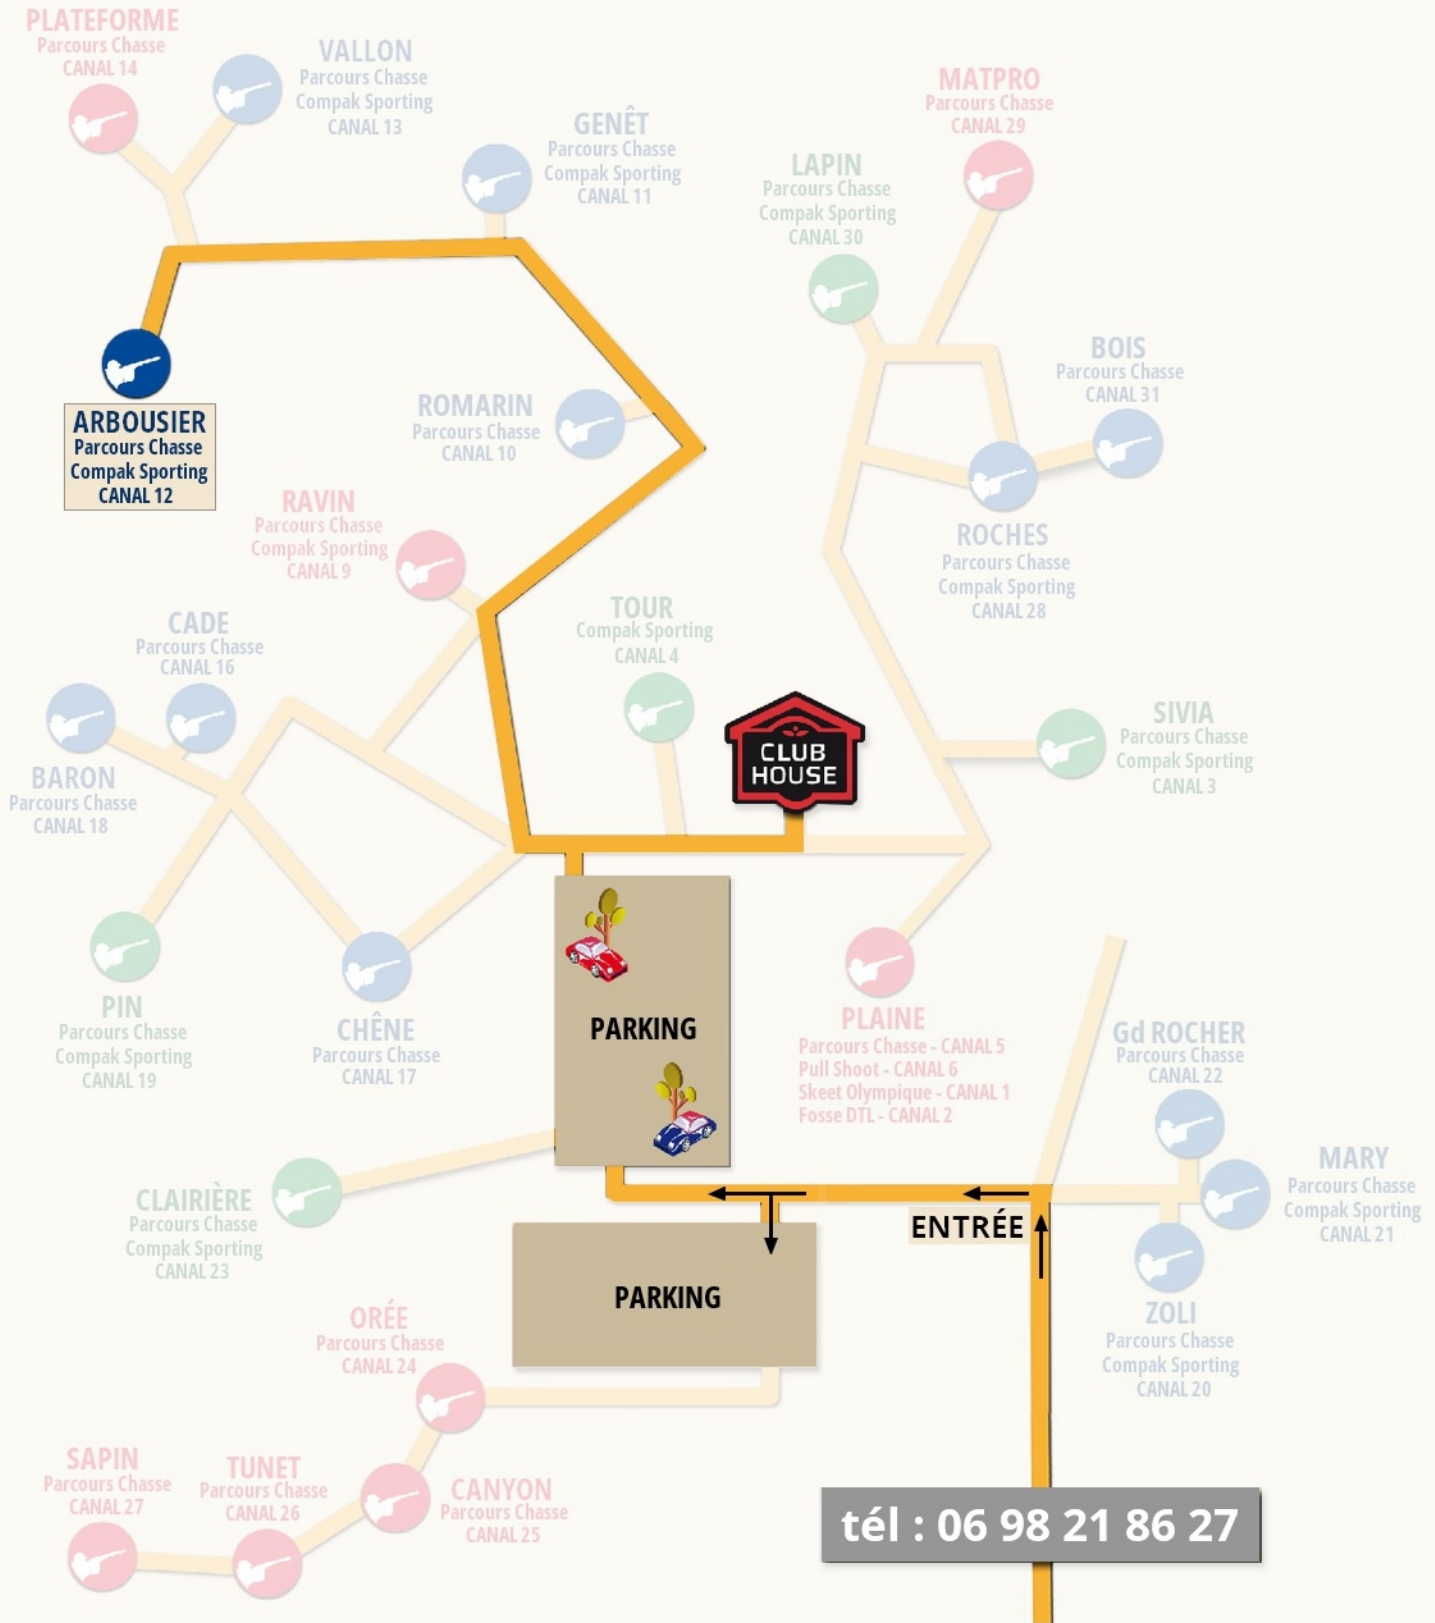 PLATEFORME
Parcours Chasse
CANAL 14
VALLON
Parcours Chasse
Compak Sporting
CANAL 13
GENÊT
Parcours Chasse
Compak Sporting
CANAL 11
MATPRO
Parcours Chasse
CANAL 29
LAPIN
Parcours Chasse
Compak Sporting
CANAL 30
BOIS
Parcours Chasse
CANAL 31
ROMARIN
Parcours Chasse
CANAL 10
ARBOUSIER
Parcours Chasse
Compak Sporting
CANAL 12
RAVIN
Parcours Chasse
Compak Sporting
CANAL 9
ROCHES
Parcours Chasse
Compak Sporting
CANAL 28
TOUR
Compak Sporting
CANAL 4
CADE
Parcours Chasse
CANAL 16
SIVIA
Parcours Chasse
Compak Sporting
CANAL 3
CLUB
HOUSE
BARON
Parcours Chasse
CANAL 18
PIN
Parcours Chasse
Compak Sporting
CANAL 19
CHÊNE
Parcours Chasse
CANAL 17
PARKING
PLAINE
Parcours Chasse - CANAL 5
Pull Shoot - CANAL 6
Skeet Olympique - CANAL 1
Fosse DTL - CANAL 2
Gd ROCHER
Parcours Chasse
CANAL 22
MARY
Parcours Chasse
Compak Sporting
CANAL 21
CLAIRIÈRE
Parcours Chasse
Compak Sporting
CANAL 23
ENTRÉE
PARKING
ZOLI
Parcours Chasse
Compak Sporting
CANAL 20
ORÉE
Parcours Chasse
CANAL 24
SAPIN
Parcours Chasse
CANAL 27
TUNET
Parcours Chasse
CANAL 26
CANYON
Parcours Chasse
CANAL 25
tél : 06 98 21 86 27